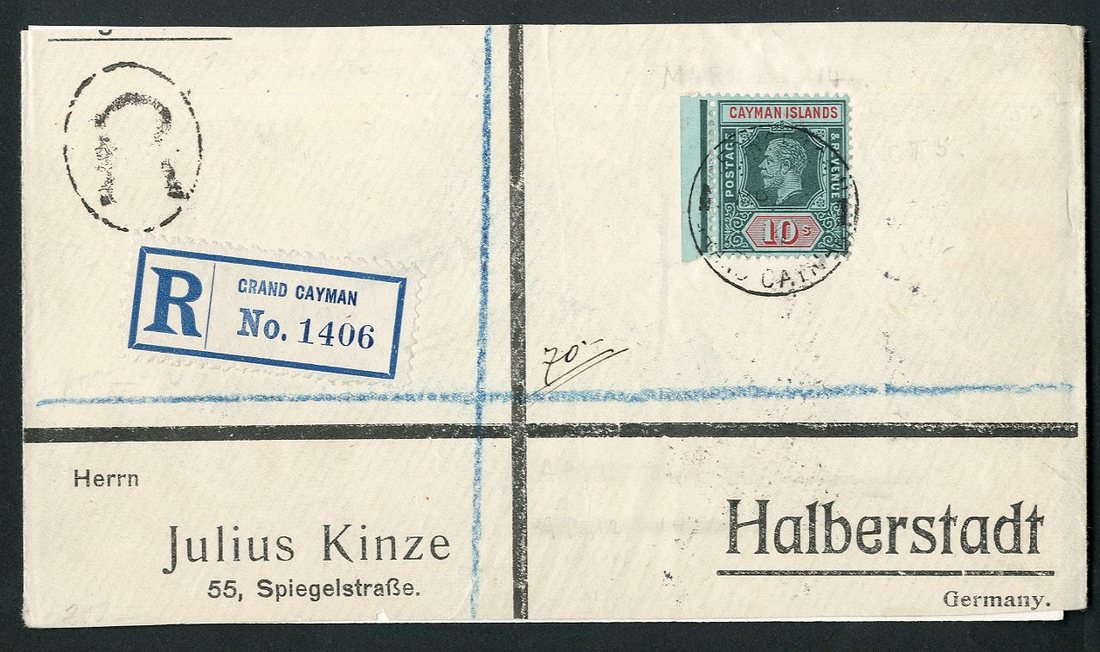 R
R
GRAND CAYMAN
No. 1406
CAYMAN ISLANDS
POSTAGE
& REVENUE
10s
70.-
Herrn
Julius Kinze
55, Spiegelstraße.
Halberstadt
Germany.